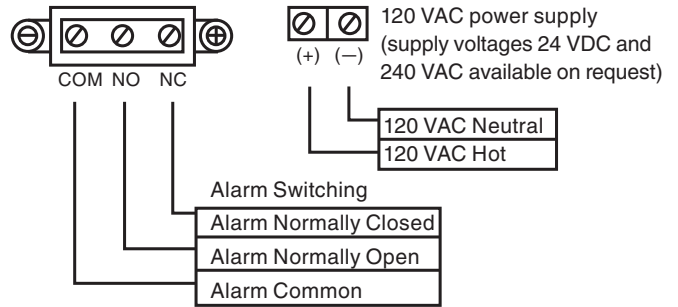 120 VAC power supply
(supply voltages 24 VDC and
240 VAC available on request)
(+) (—)
COM NO NC
120 VAC Neutral
120 VAC Hot
Alarm Switching
Alarm Normally Closed
Alarm Normally Open
Alarm Common